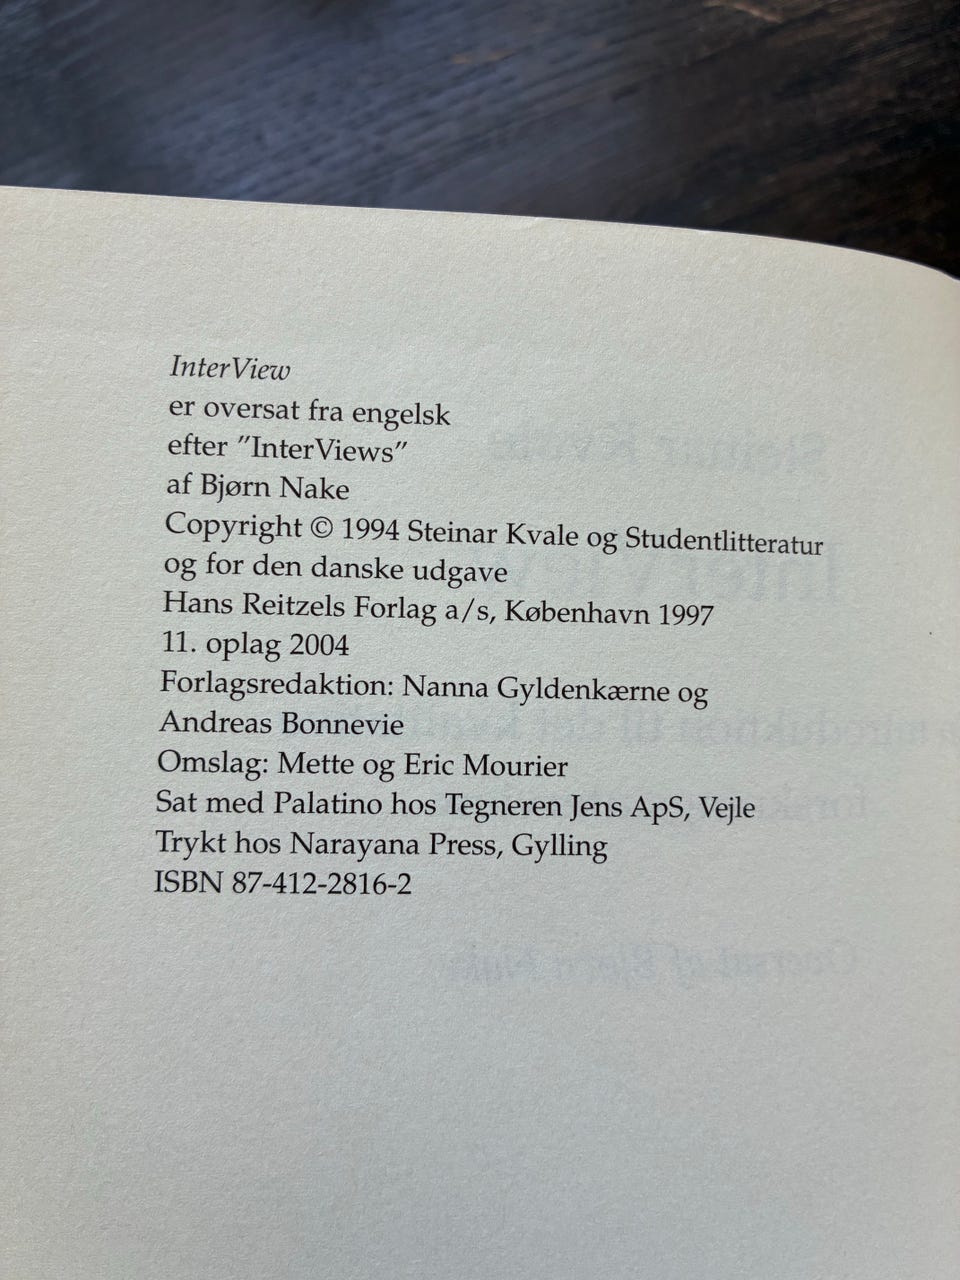 InterView
er oversat fra engelsk
efter "InterViews"
af Bjørn Nake
Copyright © 1994 Steinar Kvale og Studentlitteratur
og for den danske udgave
Hans Reitzels Forlag a/s, København 1997
11. oplag 2004
Forlagsredaktion: Nanna Gyldenkærne og
Andreas Bonnevie
Omslag: Mette og Eric Mourier
Sat med Palatino hos Tegneren Jens ApS, Vejle
Trykt hos Narayana Press, Gylling
ISBN 87-412-2816-2